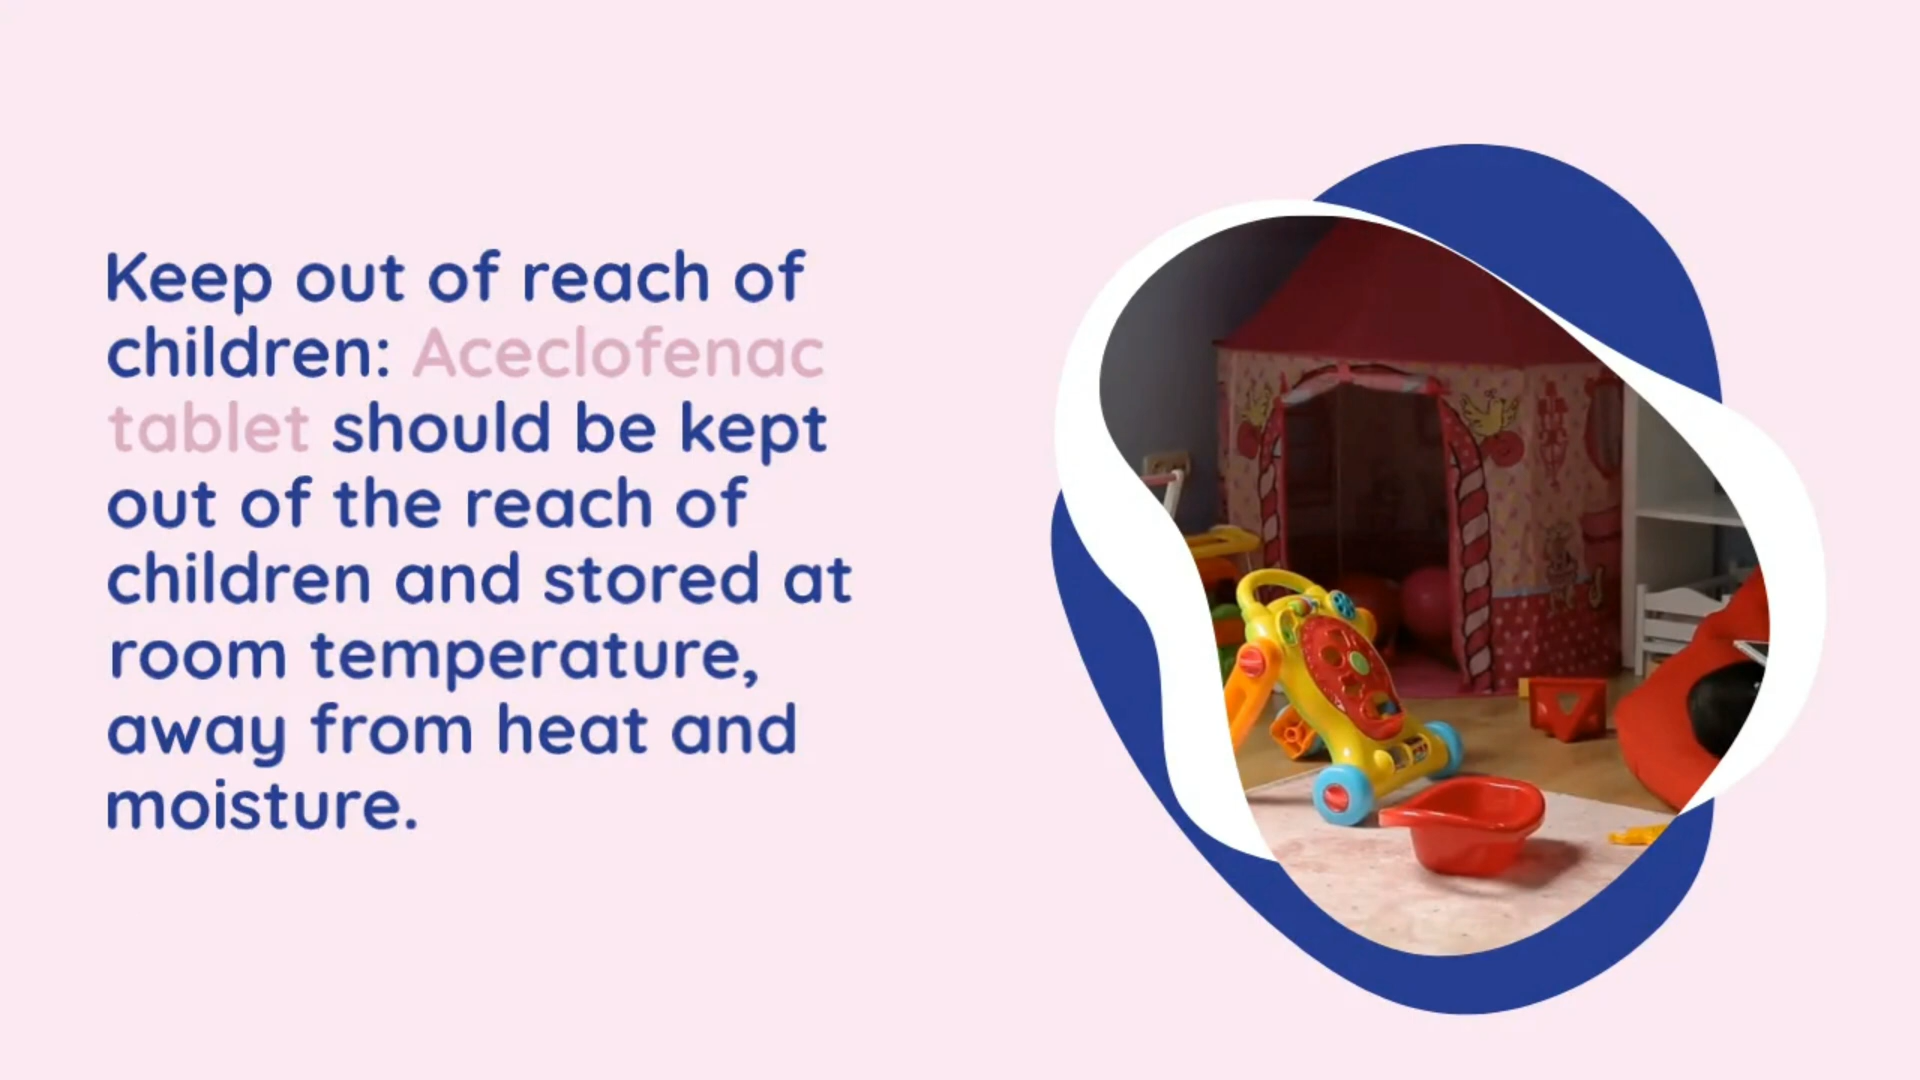 Keep out of reach of
children: Aceclofenac
tablet should be kept
out of the reach of
children and stored at
room temperature,
away from heat and
moisture.